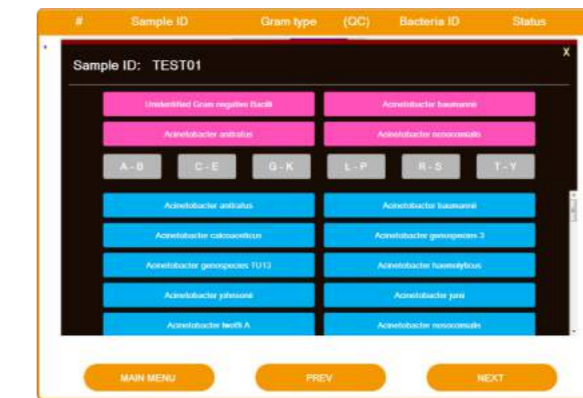 # Sample ID Gram type (QC) Bacteria ID Status
X
Sample ID: TEST01
Unidentified Gram negative Bacilli Acinetobacter baumannii
Acinetobacter anitratus Acinetobacter nosocomialis
A - B C - E G - K L - P R - S T - Y
Acinetobacter anitratus Acinetobacter baumannii
Acinetobacter calcoaceticus Acinetobacter genospecies 3
Acinetobacter genospecies TU13 Acinetobacter haemolyticus
Acinetobacter johnsonii Acinetobacter junii
Acinetobacter lwoffii A Acinetobacter nosocomialis
MAIN MENU PREV NEXT